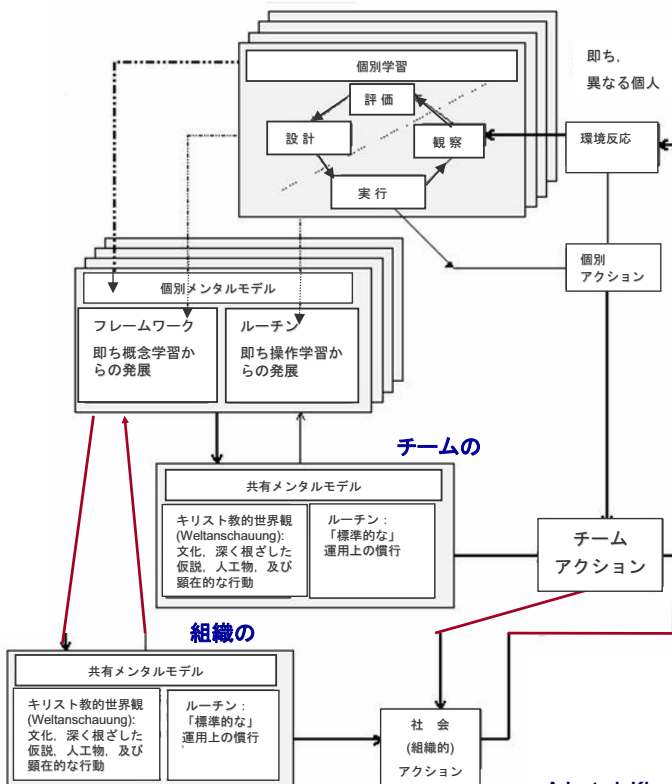 個別学習
評価
設計
観察
実行
即ち,
異なる個人
環境反応
個別
アクション
個別メンタルモデル
フレームワーク
即ち概念学習か
らの発展
ルーチン
即ち操作学習か
らの発展
チームの
共有メンタルモデル
キリスト教的世界観
(Weltanschauung):
文化, 深く根ざした
仮説, 人工物, 及び
顕在的な行動
ルーチン：
「標準的な」
運用上の慣行
チーム
アクション
組織の
共有メンタルモデル
キリスト教的世界観
(Weltanschauung):
文化, 深く根ざした
仮説, 人工物, 及び
顕在的な行動
ルーチン：
「標準的な」
運用上の慣行
社 会
(組織的)
アクション